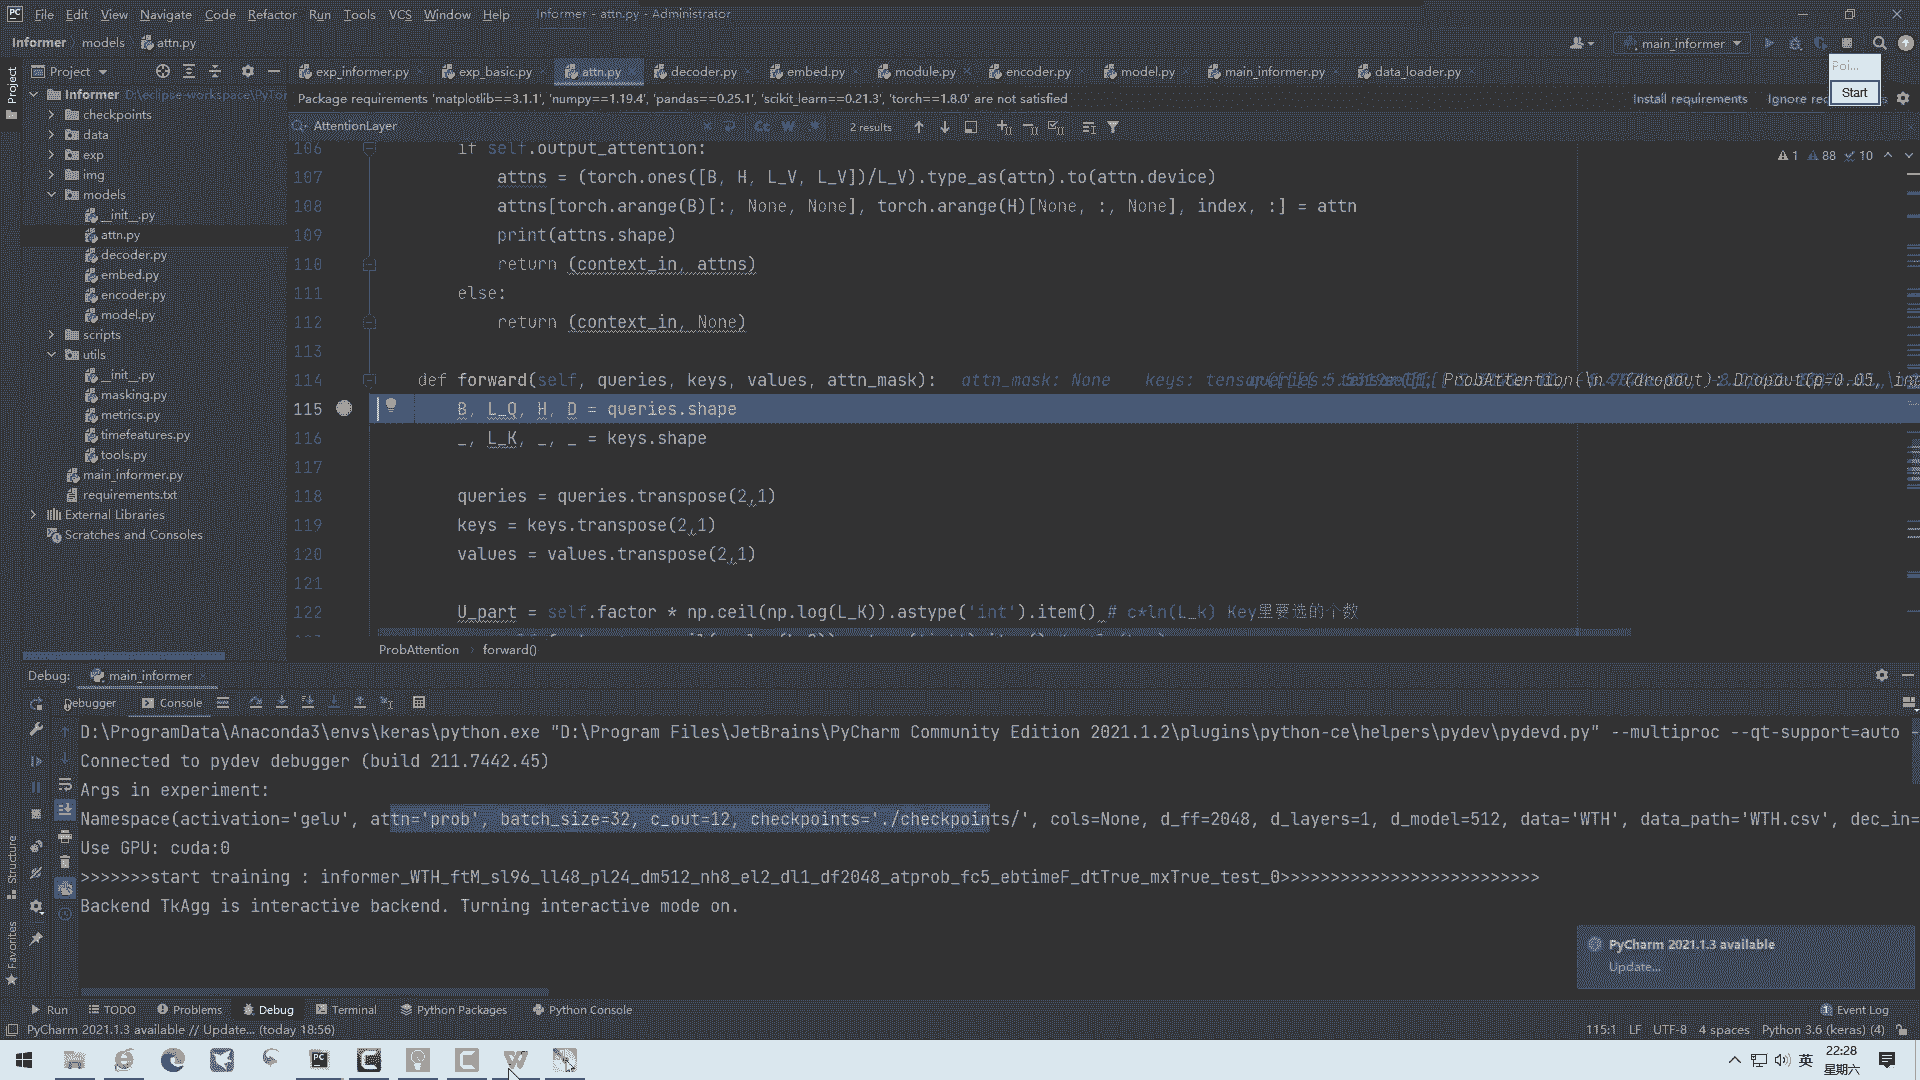 File Edit View Navigate Code Refactor Run Tools VCS Window Help Informer - attn.py - Administrator
Informer models attn.py main_informer
Project exp_informer.py exp_basic.py attn.py decoder.py embed.py module.py encoder.py model.py main_informer.py data_loader.py
Poi...
Start
Informer D:\eclipse-workspace\PyTor
Package requirements 'matplotlib==3.1.1', 'numpy==1.19.4', 'pandas==0.25.1', 'scikit_learn==0.21.3', 'torch==1.8.0' are not satisfied Install requirements Ignore
AttentionLayer Cc W 2 results
checkpoints
data
exp
img
models
__init__.py
attn.py
decoder.py
embed.py
encoder.py
model.py
scripts
utils
__init__.py
masking.py
metrics.py
timefeatures.py
tools.py
main_informer.py
requirements.txt
External Libraries
Scratches and Consoles
1 88 10
106 if self.output_attention:
107 attns = (torch.ones([B, H, L_V, L_V])/L_V).type_as(attn).to(attn.device)
108 attns[torch.arange(B)[:, None, None], torch.arange(H)[None, :, None], index, :] = attn
109 print(attns.shape)
110 return (context_in, attns)
111 else:
112 return (context_in, None)
113
114 def forward(self, queries, keys, values, attn_mask): attn_mask: None keys:
115 B, L_Q, H, D = queries.shape
116 _, L_K, _, _ = keys.shape
117
118 queries = queries.transpose(2,1)
119 keys = keys.transpose(2,1)
120 values = values.transpose(2,1)
121
122 U_part = self.factor * np.ceil(np.log(L_K)).astype('int').item() # c*ln(L_k) Key里要选的个数
ProbAttention forward()
Debug: main_informer
Debugger Console
D:\ProgramData\Anaconda3\envs\keras\python.exe "D:\Program Files\JetBrains\PyCharm Community Edition 2021.1.2\plugins\python-ce\helpers\pydev\pydevd.py" --multiproc --qt-support=auto -
Connected to pydev debugger (build 211.7442.45)
Args in experiment:
Namespace(activation='gelu', attn='prob', batch_size=32, c_out=12, checkpoints='./checkpoints/', cols=None, d_ff=2048, d_layers=1, d_model=512, data='WTH', data_path='WTH.csv', dec_in=
Use GPU: cuda:0
>>>>>>>start training : informer_WTH_ftM_sl96_ll48_pl24_dm512_nh8_el2_dl1_df2048_atprob_fc5_ebtimeF_dtTrue_mxTrue_test_0>>>>>>>>>>>>>>>>>>>>>>>>>>
Backend TkAgg is interactive backend. Turning interactive mode on.
Project
Structure
Favorites
PyCharm 2021.1.3 available
Update...
Run TODO Problems Debug Terminal Python Packages Python Console 1 Event Log
PyCharm 2021.1.3 available // Update... (today 18:56) 115:1 LF UTF-8 4 spaces Python 3.6 (keras) (4)
英 22:28
星期六